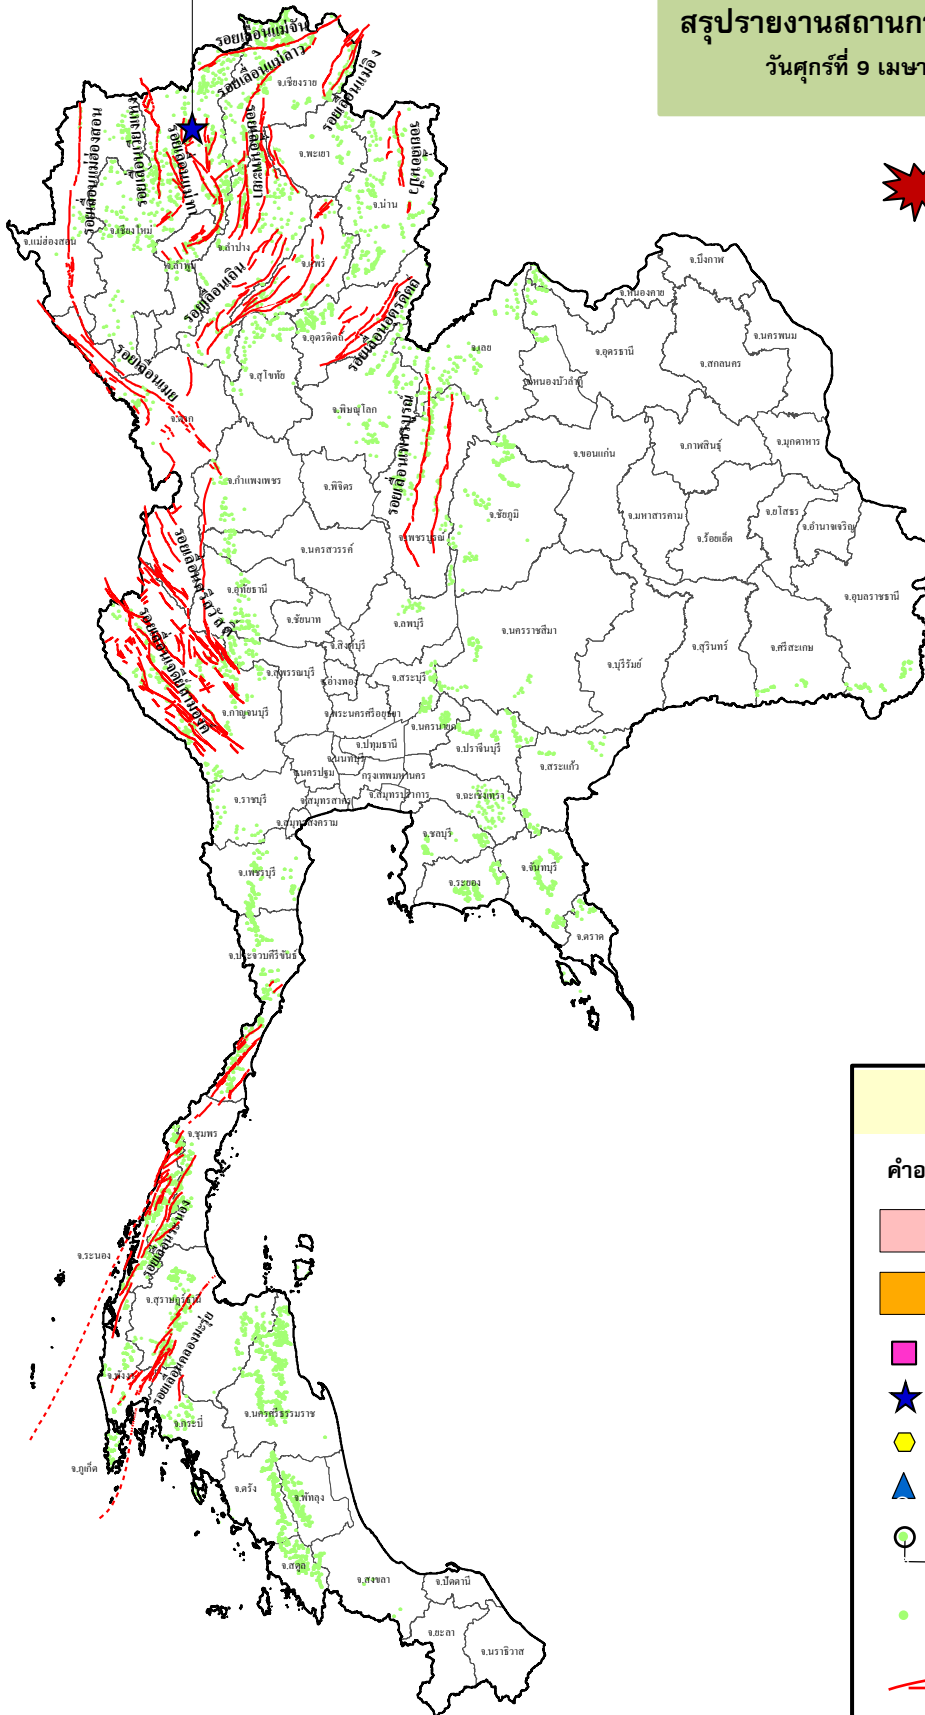 สรุปรายงานสถานกา
วันศุกร์ที่ 9 เมษา
รอยเลื่อนแม่จัน
รอยเลื่อนแม่ลาว
จ.เชียงราย
รอยเลื่อนแม่อิง
รอยเลื่อนแม่ฮ่องสอน
รอยเลื่อนแม่ทา
รอยเลื่อนพะเยา
จ.พะเยา
รอยเลื่อนปัว
จ.น่าน
จ.แม่ฮ่องสอน
จ.เชียงใหม่
จ.ลำพูน
จ.ลำปาง
จ.แพร่
รอยเลื่อนเถิน
รอยเลื่อนอุตรดิตถ์
จ.อุตรดิตถ์
รอยเลื่อนเมย
จ.ตาก
จ.สุโขทัย
จ.พิษณุโลก
รอยเลื่อนเพชรบูรณ์
จ.เลย
จ.บึงกาฬ
จ.หนองคาย
จ.นครพนม
จ.อุดรธานี
จ.สกลนคร
จ.หนองบัวลำภู
จ.ขอนแก่น
จ.กาฬสินธุ์
จ.มุกดาหาร
จ.กำแพงเพชร
จ.พิจิตร
จ.ชัยภูมิ
จ.มหาสารคาม
จ.ร้อยเอ็ด
จ.ยโสธร
จ.อำนาจเจริญ
จ.เพชรบูรณ์
จ.นครสวรรค์
รอยเลื่อนศรีสวัสดิ์
จ.อุทัยธานี
จ.ชัยนาท
จ.ลพบุรี
จ.นครราชสีมา
จ.บุรีรัมย์
จ.สุรินทร์
จ.ศรีสะเกษ
จ.อุบลราชธานี
รอยเลื่อนเจดีย์สามองค์
จ.สิงห์บุรี
จ.สุพรรณบุรี
จ.อ่างทอง
จ.สระบุรี
จ.กาญจนบุรี
จ.พระนครศรีอยุธยา
จ.นครนายก
จ.ปทุมธานี
จ.ปราจีนบุรี
จ.นนทบุรี
จ.สระแก้ว
จ.นครปฐม
กรุงเทพมหานคร
จ.ราชบุรี
จ.สมุทรสาคร
จ.สมุทรปราการ
จ.ฉะเชิงเทรา
จ.สมุทรสงคราม
จ.ชลบุรี
จ.เพชรบุรี
จ.ระยอง
จ.จันทบุรี
จ.ตราด
จ.ประจวบคีรีขันธ์
จ.ชุมพร
คำอ
รอยเลื่อนระนอง
จ.ระนอง
จ.สุราษฎร์ธานี
รอยเลื่อนคลองมะรุ่ย
จ.พังงา
จ.กระบี่
จ.นครศรีธรรมราช
จ.ภูเก็ต
จ.ตรัง
จ.พัทลุง
จ.สตูล
จ.สงขลา
จ.ปัตตานี
จ.ยะลา
จ.นราธิวาส